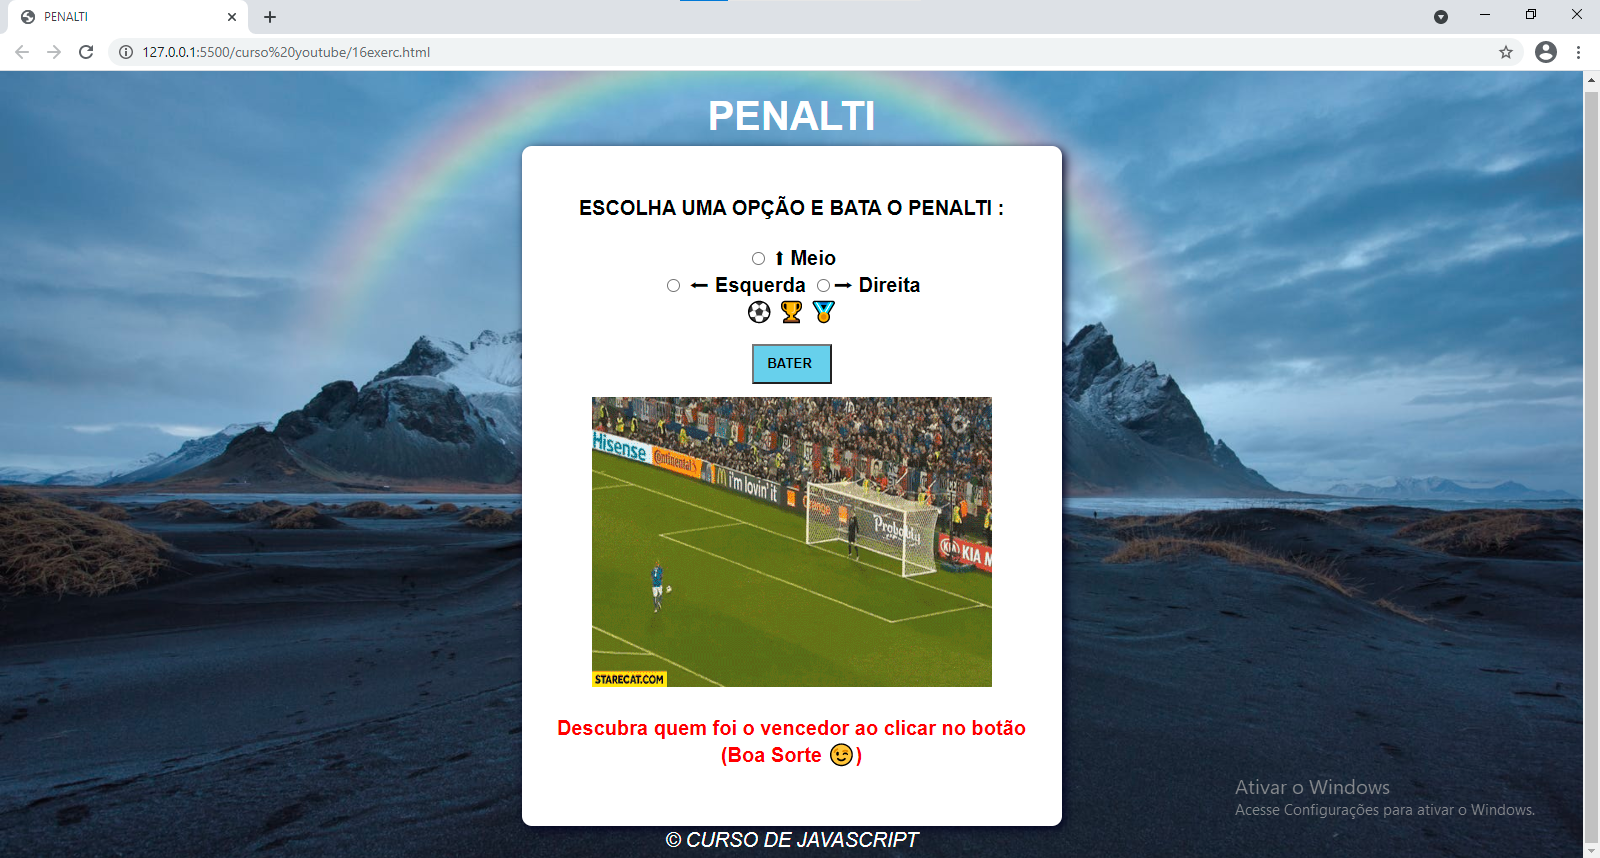 PENALTI
127.0.0.1:5500/curso%20youtube/16exerc.html
PENALTI
ESCOLHA UMA OPÇÃO E BATA O PENALTI :
⬆ Meio
⬅ Esquerda ➡ Direita
⚽ 🏆 🏅
BATER
Hisense
Continental
i'm lovin' it
orange
Probably
KIA M
STARECAT.COM
Descubra quem foi o vencedor ao clicar no botão
(Boa Sorte 😉)
Ativar o Windows
Acesse Configurações para ativar o Windows.
© CURSO DE JAVASCRIPT